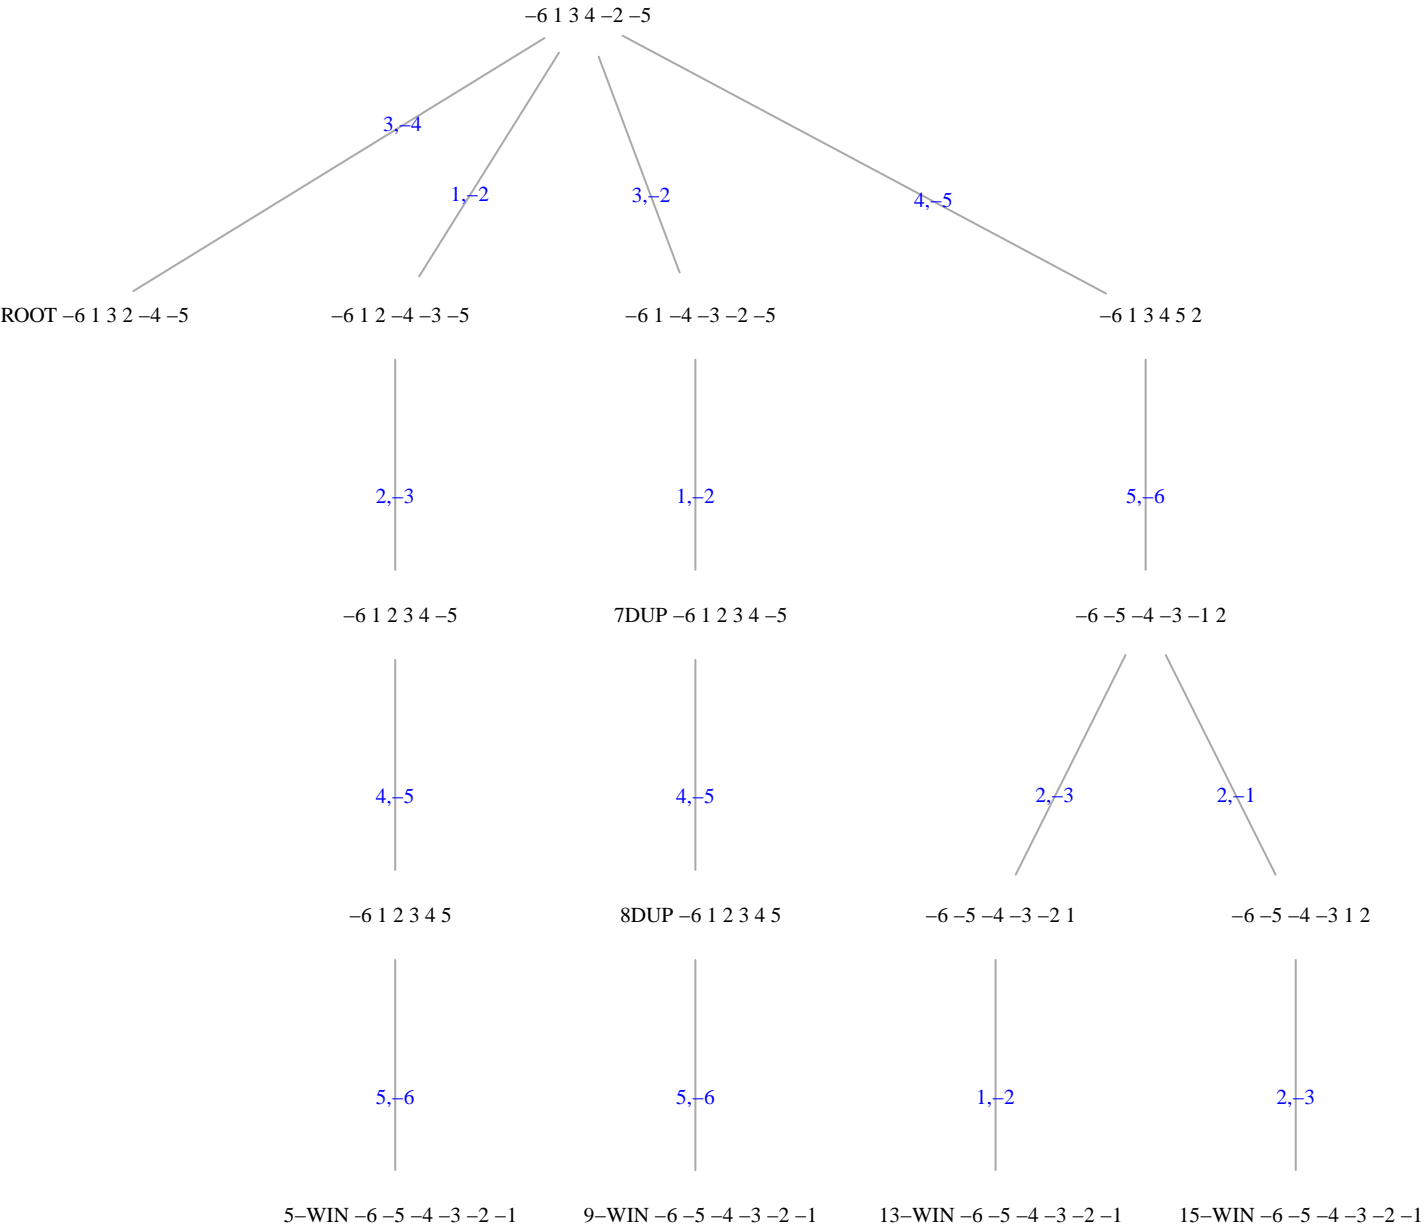 −6 1 3 4 −2 −5
3,−4
1,−2
3,−2
4,−5
ROOT −6 1 3 2 −4 −5
−6 1 2 −4 −3 −5
−6 1 −4 −3 −2 −5
−6 1 3 4 5 2
2,−3
1,−2
5,−6
−6 1 2 3 4 −5
7DUP −6 1 2 3 4 −5
−6 −5 −4 −3 −1 2
4,−5
4,−5
2,−3
2,−1
−6 1 2 3 4 5
8DUP −6 1 2 3 4 5
−6 −5 −4 −3 −2 1
−6 −5 −4 −3 1 2
5,−6
5,−6
1,−2
2,−3
5−WIN −6 −5 −4 −3 −2 −1
9−WIN −6 −5 −4 −3 −2 −1
13−WIN −6 −5 −4 −3 −2 −1
15−WIN −6 −5 −4 −3 −2 −1